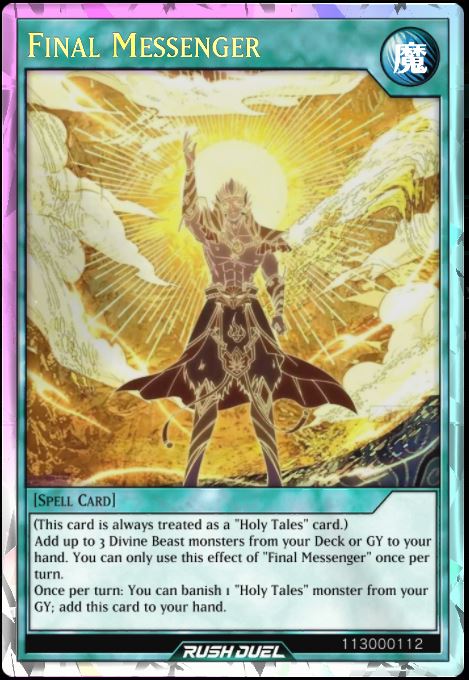 Final Messenger
魔
[Spell Card]
(This card is always treated as a "Holy Tales" card.)
Add up to 3 Divine Beast monsters from your Deck or GY to your
hand. You can only use this effect of "Final Messenger" once per
turn.
Once per turn: You can banish 1 "Holy Tales" monster from your
GY; add this card to your hand.
RUSH DUEL
113000112